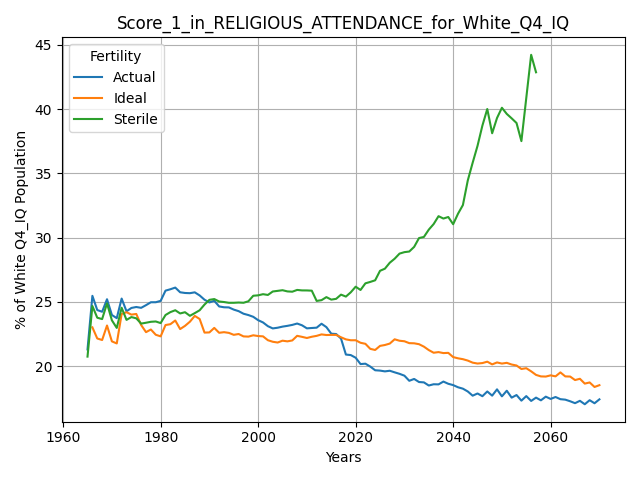 Score_1_in_RELIGIOUS_ATTENDANCE_for_White_Q4_IQ
Fertility
Actual
Ideal
Sterile
% of White Q4_IQ Population
45
40
35
30
25
20
1960
1980
2000
2020
2040
2060
Years